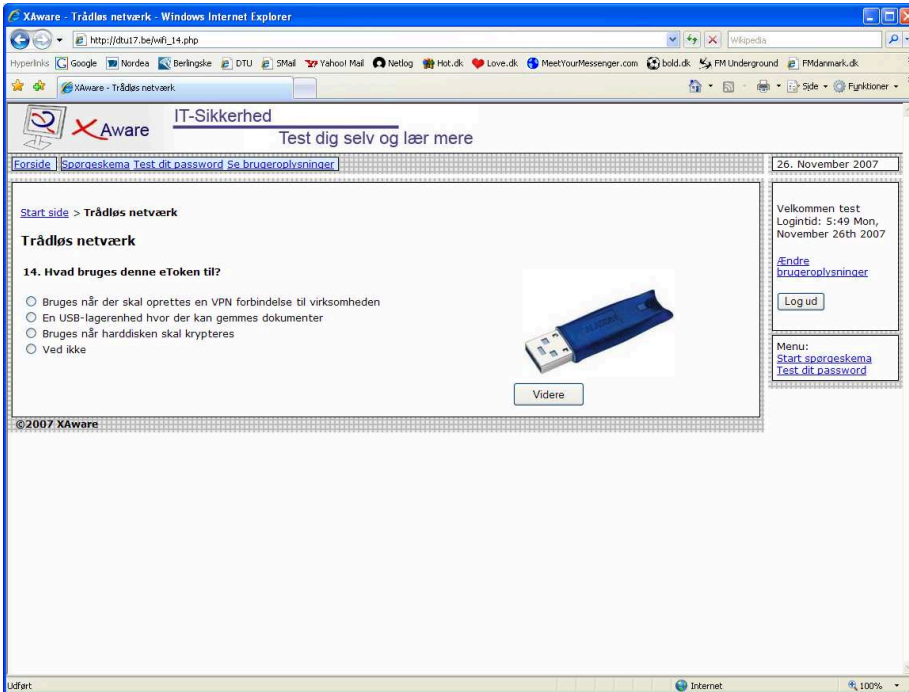 XAware - Trådløs netværk - Windows Internet Explorer
http://dtu17.be/wifi_14.php
Wikipedia
Hyperlinks Google Nordea Berlingske DTU SMail Yahoo! Mail Netlog Hot.dk Love.dk MeetYourMessenger.com bold.dk FM Underground FMdanmark.dk
XAware - Trådløs netværk
Side Funktioner
XAware
IT-Sikkerhed
Test dig selv og lær mere
Forside Spørgeskema Test dit password Se brugeroplysninger
26. November 2007
Start side > Trådløs netværk
Trådløs netværk
14. Hvad bruges denne eToken til?
Bruges når der skal oprettes en VPN forbindelse til virksomheden
En USB-lagerenhed hvor der kan gemmes dokumenter
Bruges når harddisken skal krypteres
Ved ikke
ALADDIN
Videre
Velkommen test
Logintid: 5:49 Mon,
November 26th 2007
Ændre
brugeroplysninger
Log ud
Menu:
Start spørgeskema
Test dit password
©2007 XAware
Udført
Internet
100%